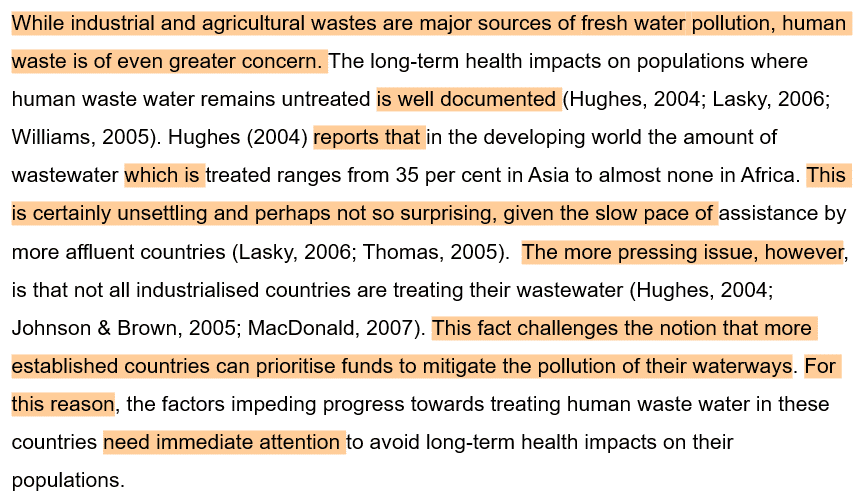 While industrial and agricultural wastes are major sources of fresh water pollution, human
waste is of even greater concern. The long-term health impacts on populations where
human waste water remains untreated is well documented (Hughes, 2004; Lasky, 2006;
Williams, 2005). Hughes (2004) reports that in the developing world the amount of
wastewater which is treated ranges from 35 per cent in Asia to almost none in Africa. This
is certainly unsettling and perhaps not so surprising, given the slow pace of assistance by
more affluent countries (Lasky, 2006; Thomas, 2005).  The more pressing issue, however,
is that not all industrialised countries are treating their wastewater (Hughes, 2004;
Johnson & Brown, 2005; MacDonald, 2007). This fact challenges the notion that more
established countries can prioritise funds to mitigate the pollution of their waterways. For
this reason, the factors impeding progress towards treating human waste water in these
countries need immediate attention to avoid long-term health impacts on their
populations.